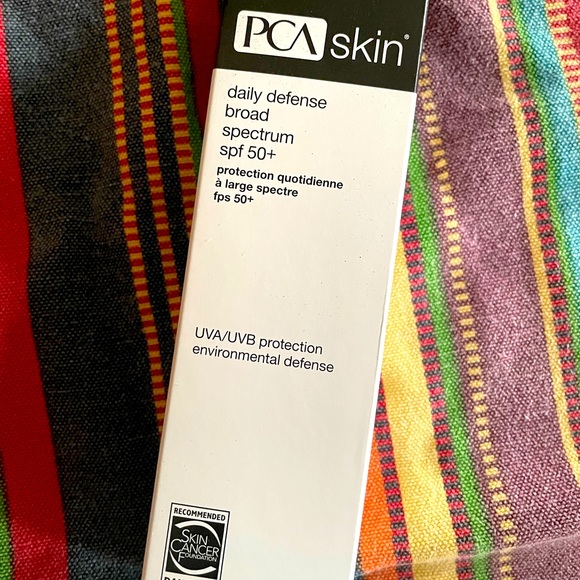 PCA skin®
daily defense
broad
spectrum
spf 50+
protection quotidienne
à large spectre
fps 50+
UVA/UVB protection
environmental defense
RECOMMENDED
SKIN
CANCER
FOUNDATION